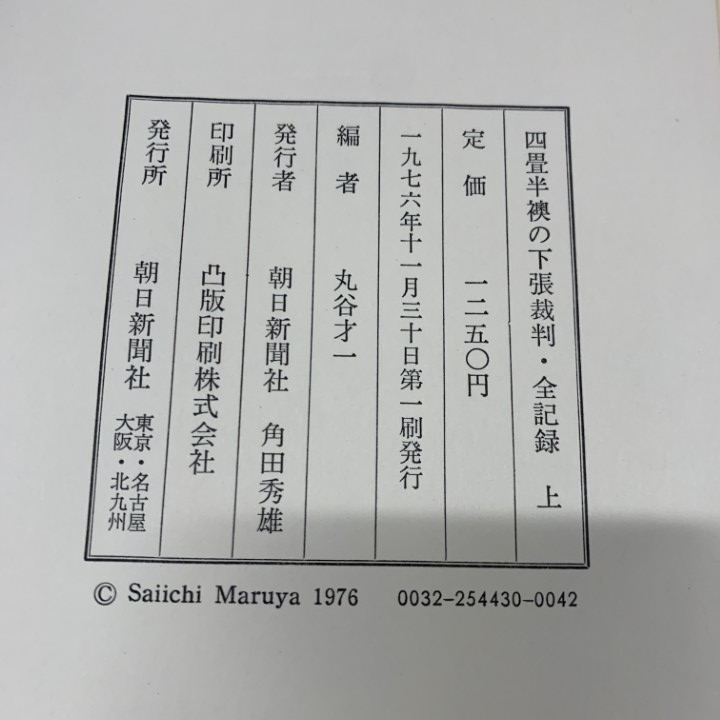 四畳半襖の下張裁判・全記録 上
定価 一二五〇円
一九七六年十一月三十日第一刷発行
編者 丸谷才一
発行者 朝日新聞社 角田秀雄
印刷所 凸版印刷株式会社
発行所 朝日新聞社 東京・名古屋
大阪・北九州
© Saiichi Maruya 1976 0032-254430-0042